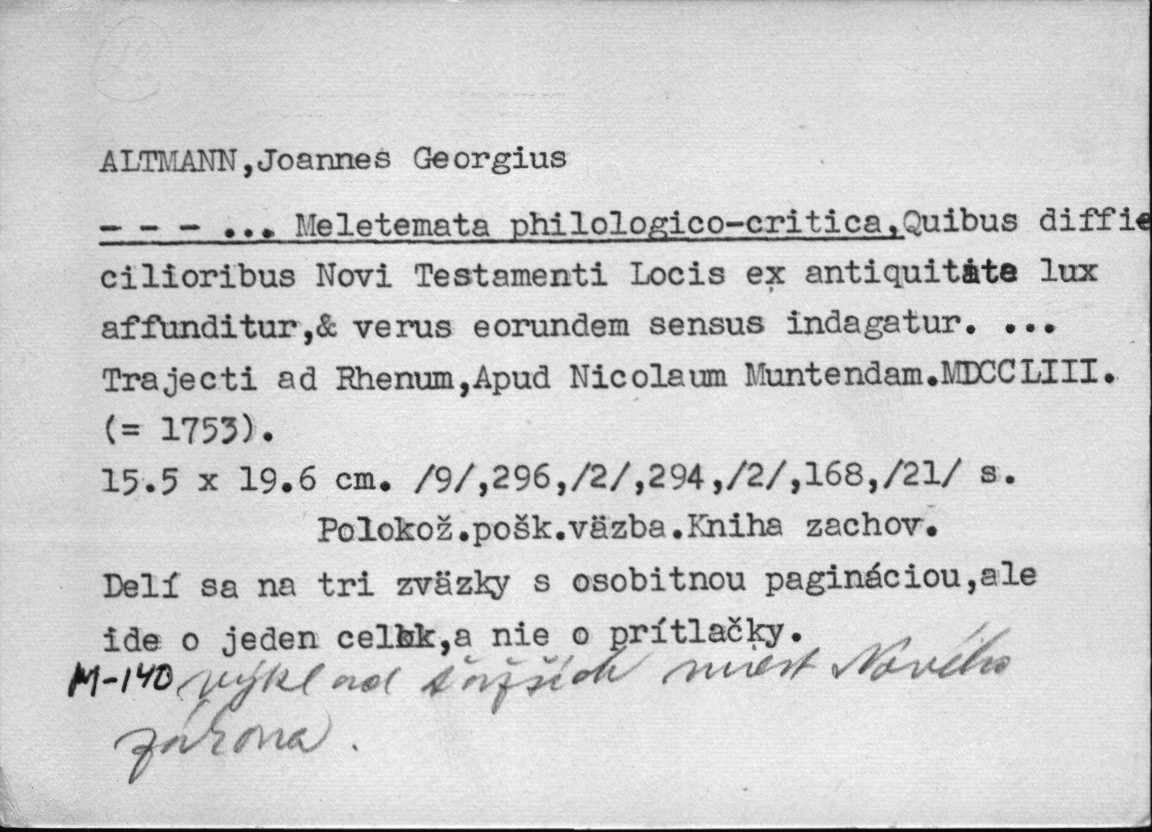 ALTMANN,Joannes Georgius
- - - ... Meletemata philologico-critica,Quibus diffie
cilioribus Novi Testamenti Locis ex antiquitate lux
affunditur,& verus eorundem sensus indagatur. ...
Trajecti ad Rhenum,Apud Nicolaum Muntendam.MDCCLIII.
(= 1753).
15.5 x 19.6 cm. /9/,296,/2/,294,/2/,168,/21/ s.
Polokož.pošk.väzba.Kniha zachov.
Delí sa na tri zväzky s osobitnou pagináciou,ale
ide o jeden celok,a nie o prítlačky.
M-140 výklad ťažších miest Nového
zákona.